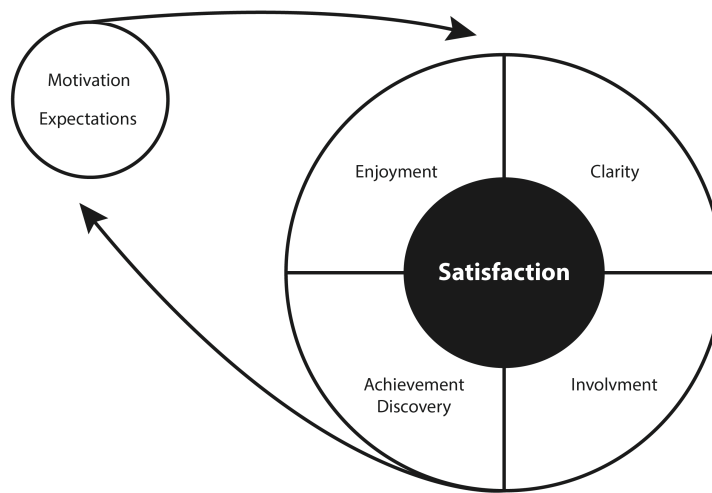 Motivation
Expectations
Enjoyment
Clarity
Satisfaction
Achievement
Discovery
Involvment